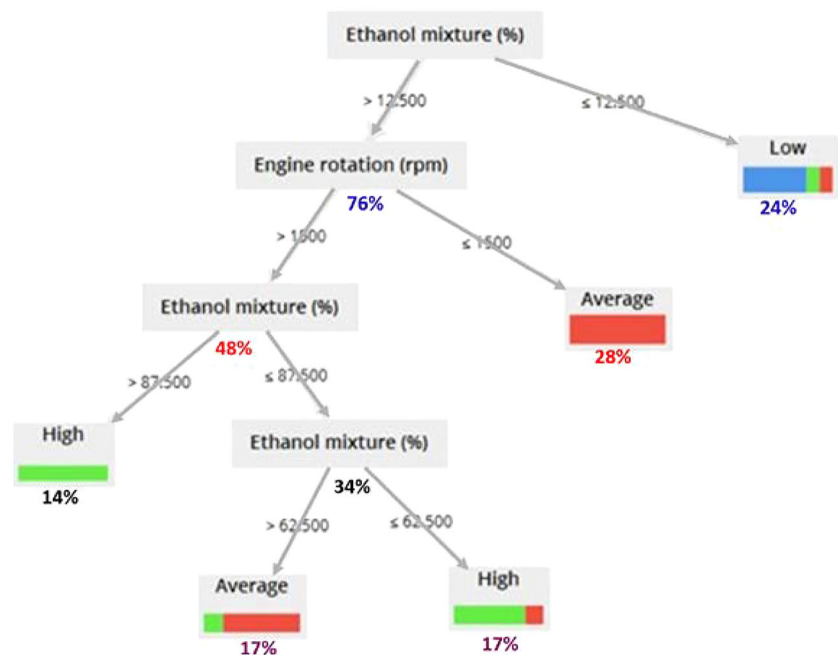 Ethanol mixture (%)
> 12.500
≤ 12.500
Engine rotation (rpm)
76%
Low
24%
> 1500
≤ 1500
Ethanol mixture (%)
48%
Average
28%
> 87.500
≤ 87.500
High
14%
Ethanol mixture (%)
34%
> 62.500
≤ 62.500
Average
17%
High
17%